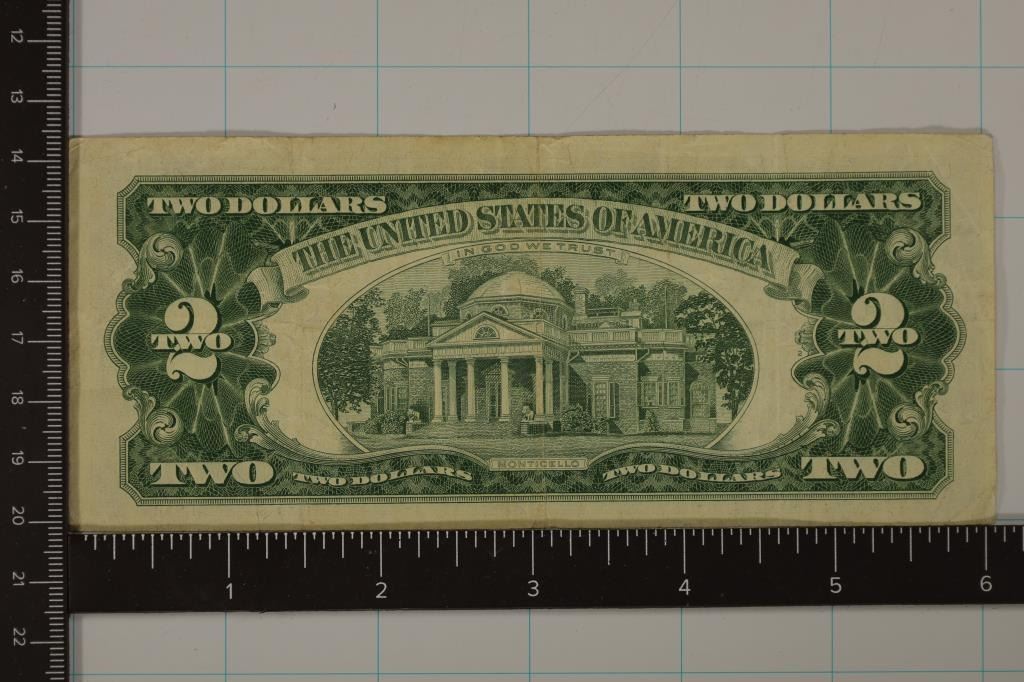 TWO DOLLARS TWO DOLLARS
THE UNITED STATES OF AMERICA
IN GOD WE TRUST
2 2
TWO TWO
MONTICELLO
TWO TWO DOLLARS TWO DOLLARS TWO
12
13
14
15
16
17
18
19
20
21
22
1 2 3 4 5 6